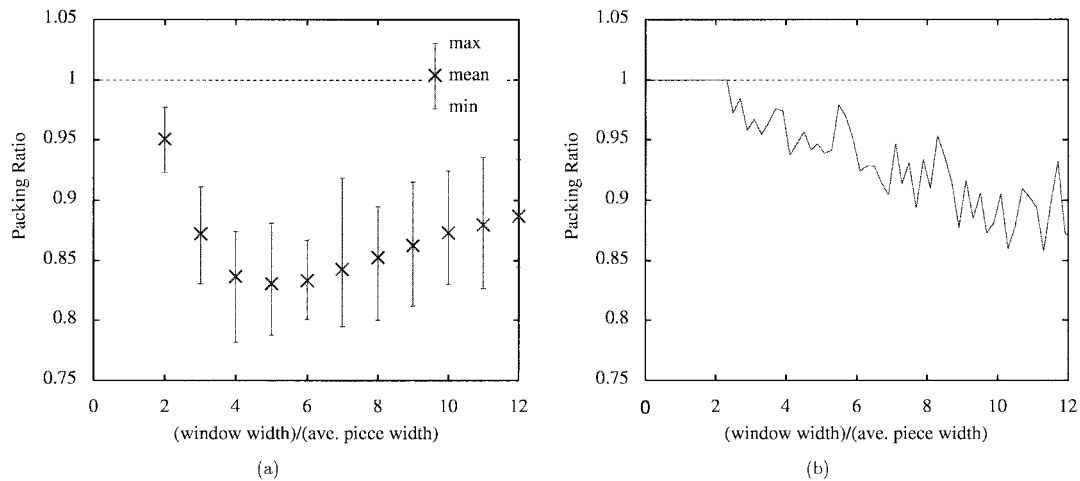 1.05
1
0.95
0.9
0.85
0.8
0.75
Packing Ratio
max
mean
min
0 2 4 6 8 10 12
(window width)/(ave. piece width)
(a)
1.05
1
0.95
0.9
0.85
0.8
0.75
Packing Ratio
0 2 4 6 8 10 12
(window width)/(ave. piece width)
(b)